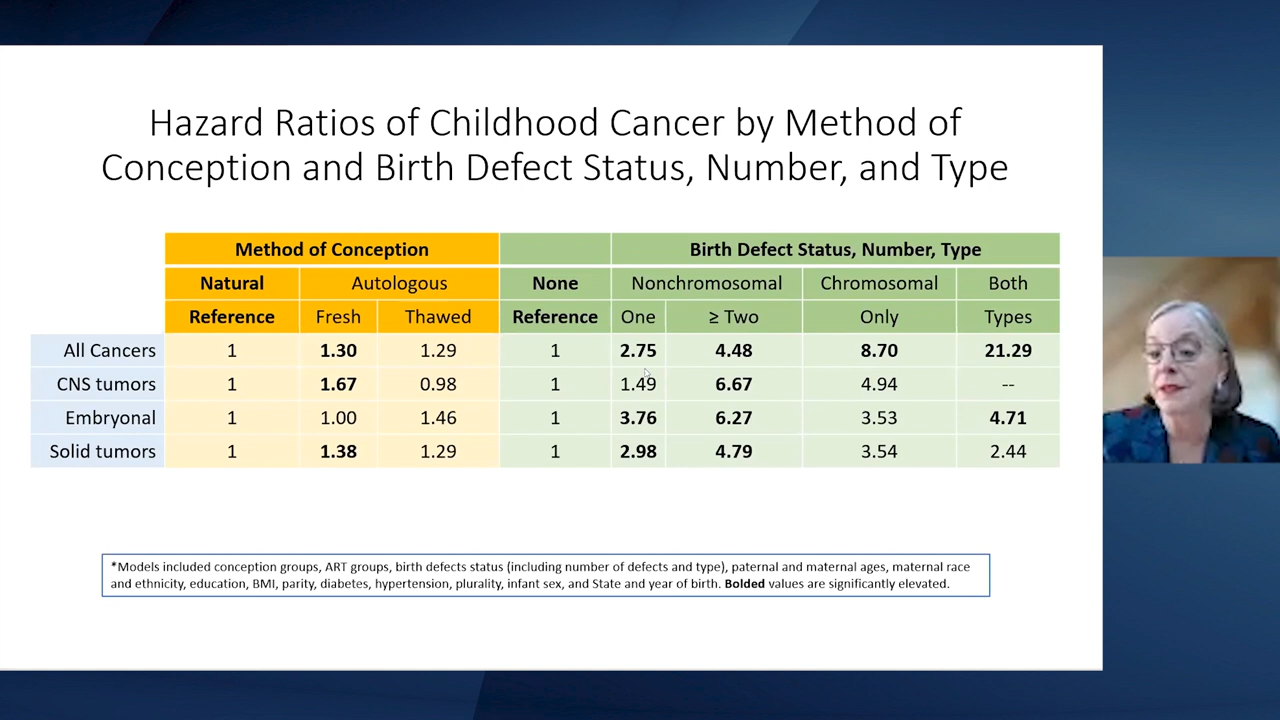 Hazard Ratios of Childhood Cancer by Method of
Conception and Birth Defect Status, Number, and Type
Method of Conception Birth Defect Status, Number, Type
Natural Autologous None Nonchromosomal Chromosomal Both
Reference Fresh Thawed Reference One ≥ Two Only Types
All Cancers 1 1.30 1.29 1 2.75 4.48 8.70 21.29
CNS tumors 1 1.67 0.98 1 1.49 6.67 4.94 --
Embryonal 1 1.00 1.46 1 3.76 6.27 3.53 4.71
Solid tumors 1 1.38 1.29 1 2.98 4.79 3.54 2.44
*Models included conception groups, ART groups, birth defects status (including number of defects and type), paternal and maternal ages, maternal race
and ethnicity, education, BMI, parity, diabetes, hypertension, plurality, infant sex, and State and year of birth. Bolded values are significantly elevated.